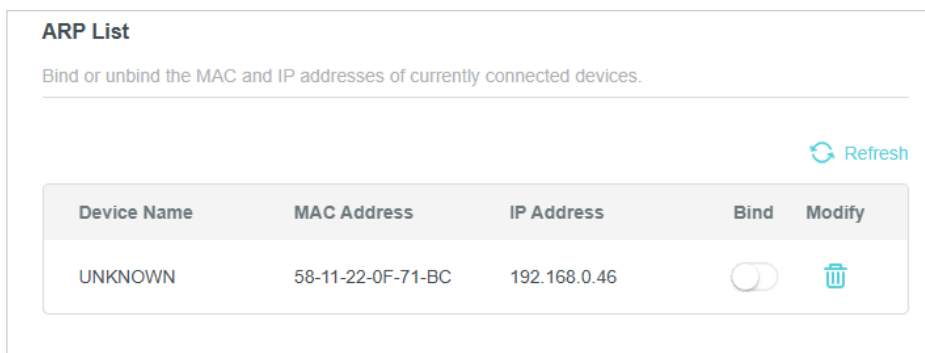 ARP List
Bind or unbind the MAC and IP addresses of currently connected devices.
Refresh
Device Name MAC Address IP Address Bind Modify
UNKNOWN 58-11-22-0F-71-BC 192.168.0.46